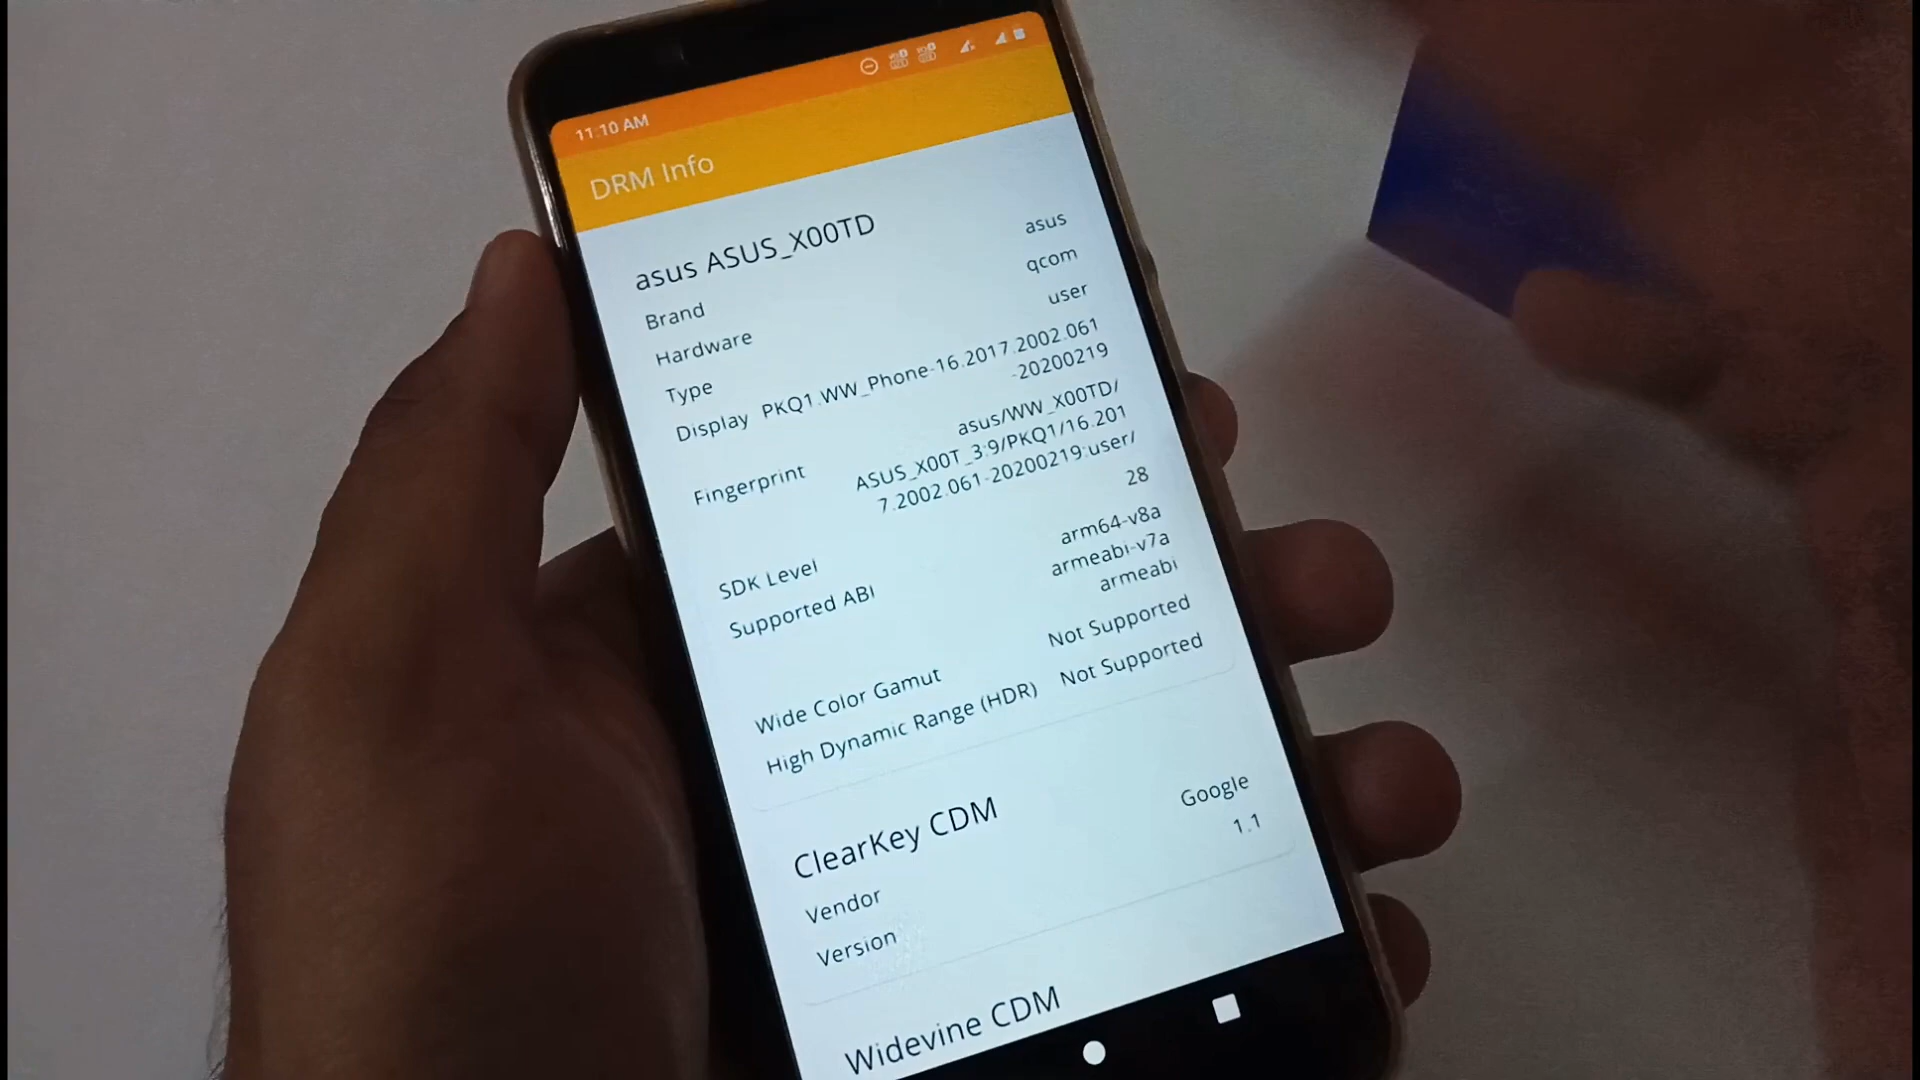 11:10 AM
DRM Info
asus ASUS_X00TD
Brand asus
Hardware qcom
Type user
Display PKQ1.WW_Phone-16.2017.2002.061
-20200219
Fingerprint asus/WW_X00TD/
ASUS_X00T_3:9/PKQ1/16.201
7.2002.061-20200219:user/
SDK Level 28
Supported ABI arm64-v8a
armeabi-v7a
armeabi
Wide Color Gamut Not Supported
High Dynamic Range (HDR) Not Supported
ClearKey CDM
Vendor Google
Version 1.1
Widevine CDM